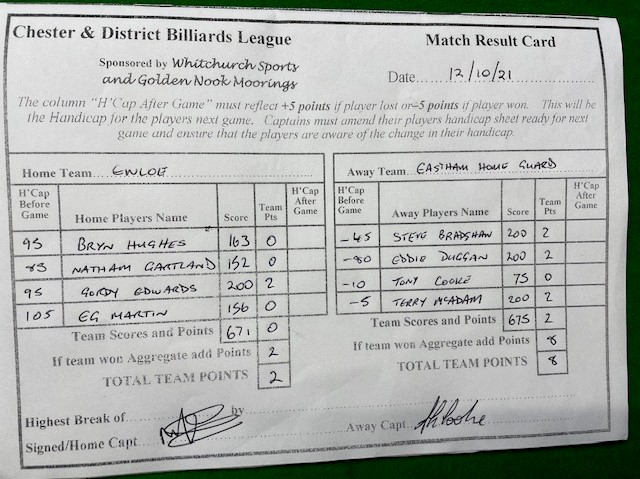 Chester & District Billiards League
Match Result Card
Sponsored by Whitchurch Sports
and Golden Nook Moorings
Date 12/10/21
The column "H'Cap After Game" must reflect +5 points if player lost or –5 points if player won. This will be
the Handicap for the players next game. Captains must amend their players handicap sheet ready for next
game and ensure that the players are aware of the change in their handicap.
Home Team EWLOE
H'Cap Before Game Home Players Name Score Team Pts H'Cap After Game
95 BRYN HUGHES 163 0
83 NATHAM GARTLAND 152 0
95 GORDY EDWARDS 200 2
105 EG MARTIN 156 0
Team Scores and Points 671 0
If team won Aggregate add Points 2
TOTAL TEAM POINTS 2
Away Team EASTHAM HOME GUARD
H'Cap Before Game Away Players Name Score Team Pts H'Cap After Game
-45 STEVE BRADSHAW 200 2
-80 EDDIE DUGGAN 200 2
-10 TONY COOKE 75 0
-5 TERRY McADAM 200 2
Team Scores and Points 675 2
If team won Aggregate add Points 8
TOTAL TEAM POINTS 8
Highest Break of by
Signed/Home Capt
Away Capt